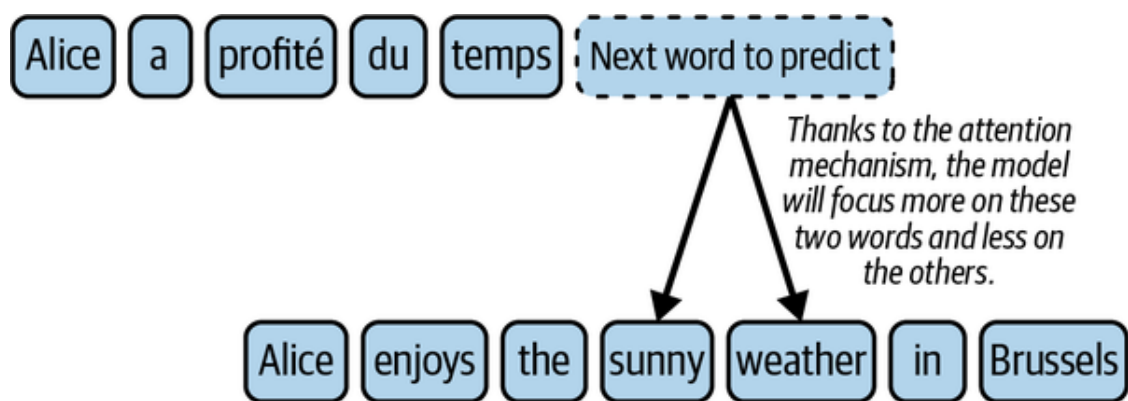 Alice a profité du temps Next word to predict
Thanks to the attention
mechanism, the model
will focus more on these
two words and less on
the others.
Alice enjoys the sunny weather in Brussels